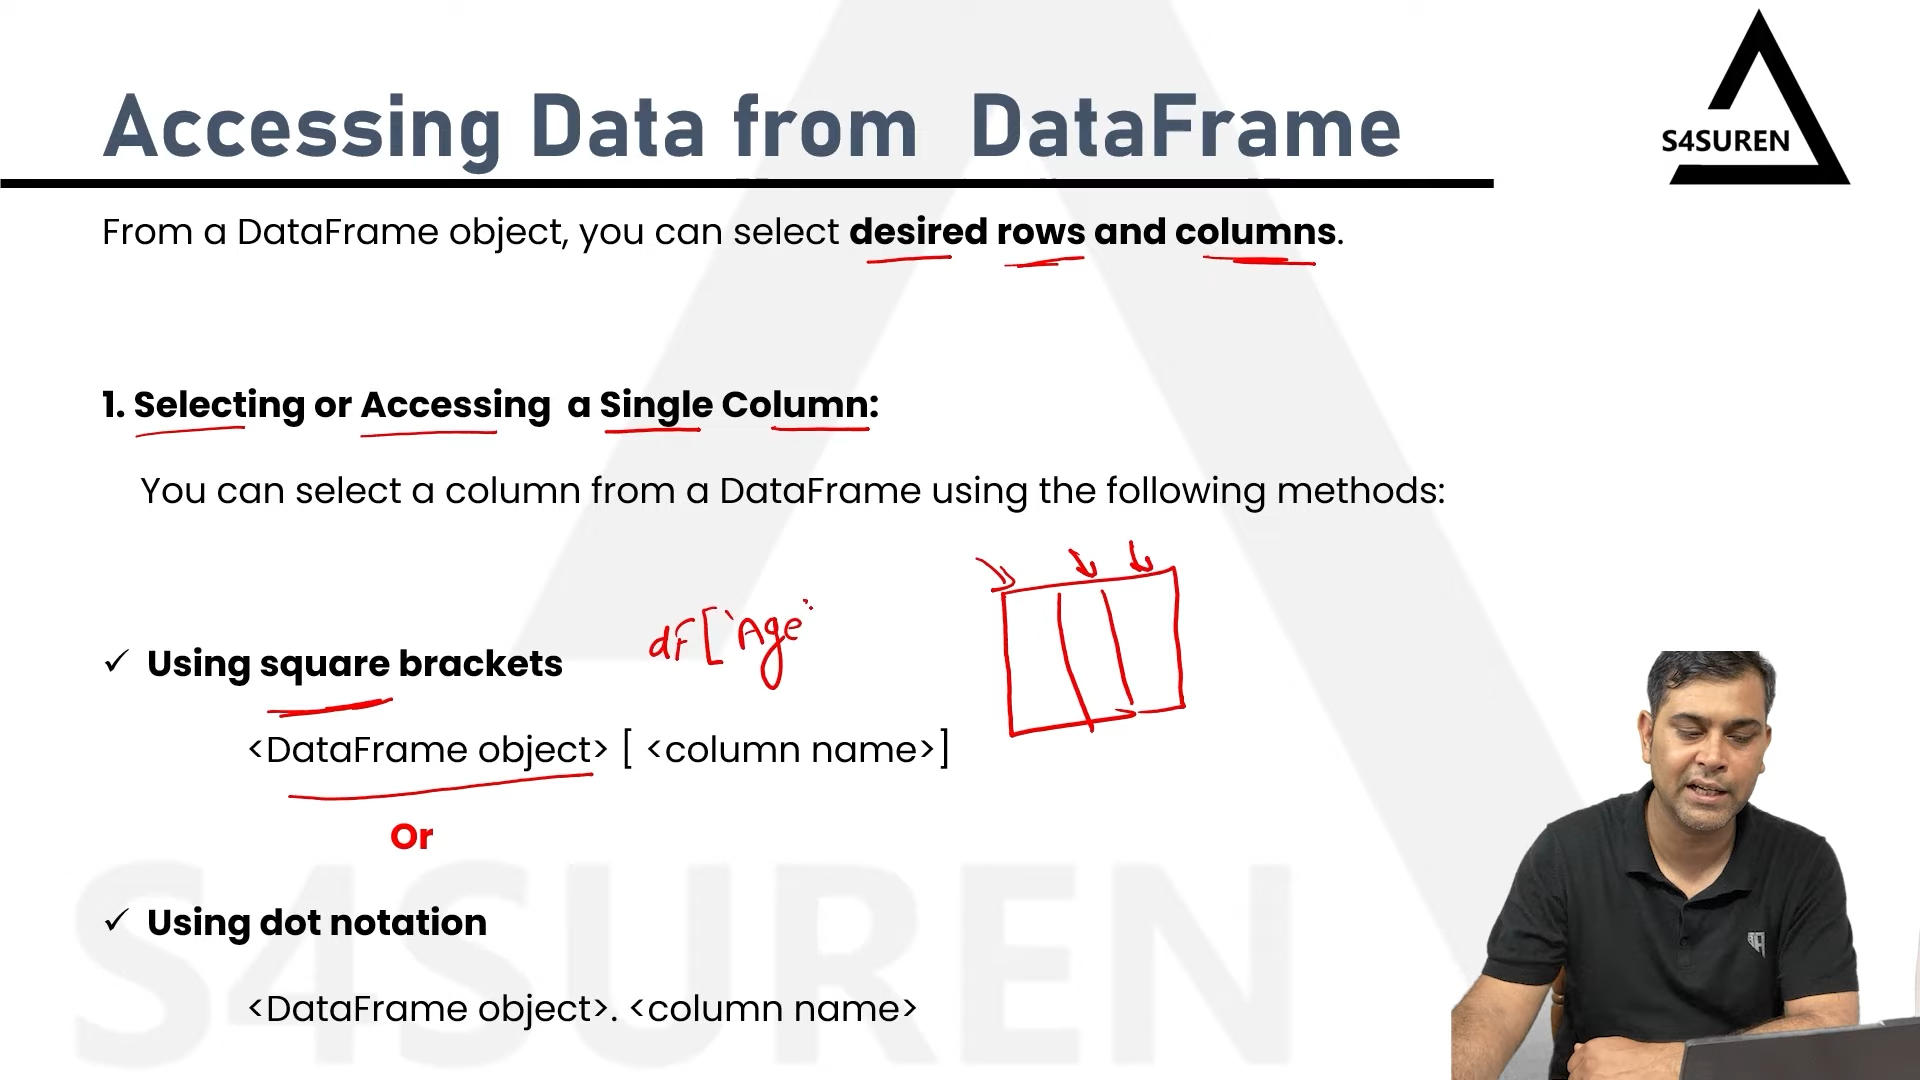 Accessing Data from DataFrame
S4SUREN
From a DataFrame object, you can select desired rows and columns.
1. Selecting or Accessing a Single Column:
You can select a column from a DataFrame using the following methods:
df['Age'
✓ Using square brackets
<DataFrame object> [ <column name>]
Or
✓ Using dot notation
<DataFrame object>. <column name>
S4SUREN